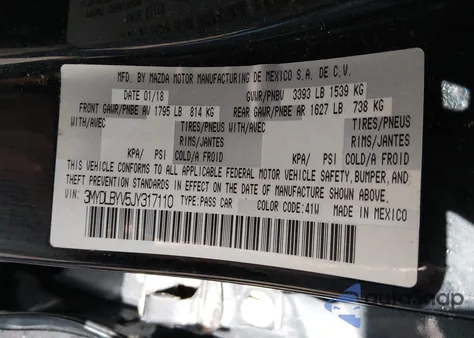 MFD. BY MAZDA MOTOR MANUFACTURING DE MEXICO S.A. DE C.V.
DATE 01/18 GVWR/PNBV 3393 LB 1539 KG
FRONT GAWR/PNBE AV 1795 LB 814 KG REAR GAWR/PNBE AR 1627 LB 738 KG
WITH/AVEC TIRES/PNEUS WITH/AVEC TIRES/PNEUS
RIMS/JANTES RIMS/JANTES
KPA/ PSI COLD/A FROID KPA/ PSI COLD/A FROID
THIS VEHICLE CONFORMS TO ALL APPLICABLE FEDERAL MOTOR VEHICLE SAFETY, BUMPER, AND
THEFT PREVENTION STANDARDS IN EFFECT ON THE DATE OF MANUFACTURE SHOWN ABOVE.
VIN: 3MYDLBYV5JY317110 TYPE: PASS CAR COLOR CODE: 41W MADE IN MEXICO